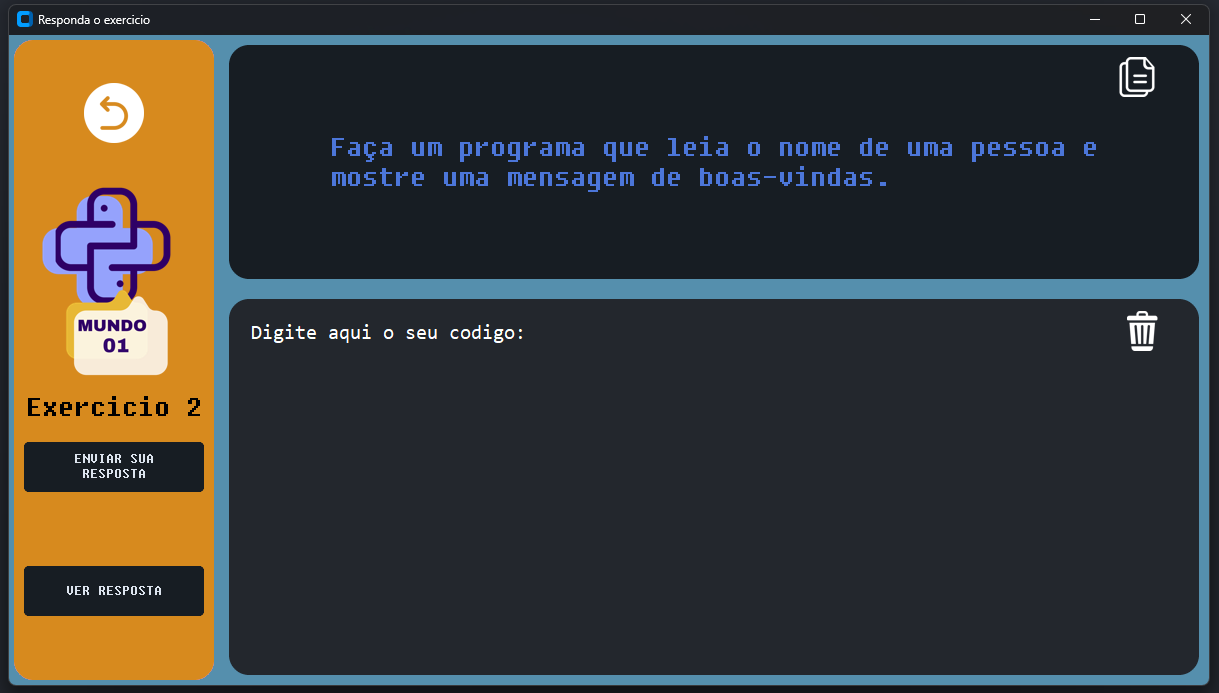 Responda o exercicio
Faça um programa que leia o nome de uma pessoa e
mostre uma mensagem de boas-vindas.
MUNDO
01
Exercicio 2
ENVIAR SUA
RESPOSTA
VER RESPOSTA
Digite aqui o seu codigo: